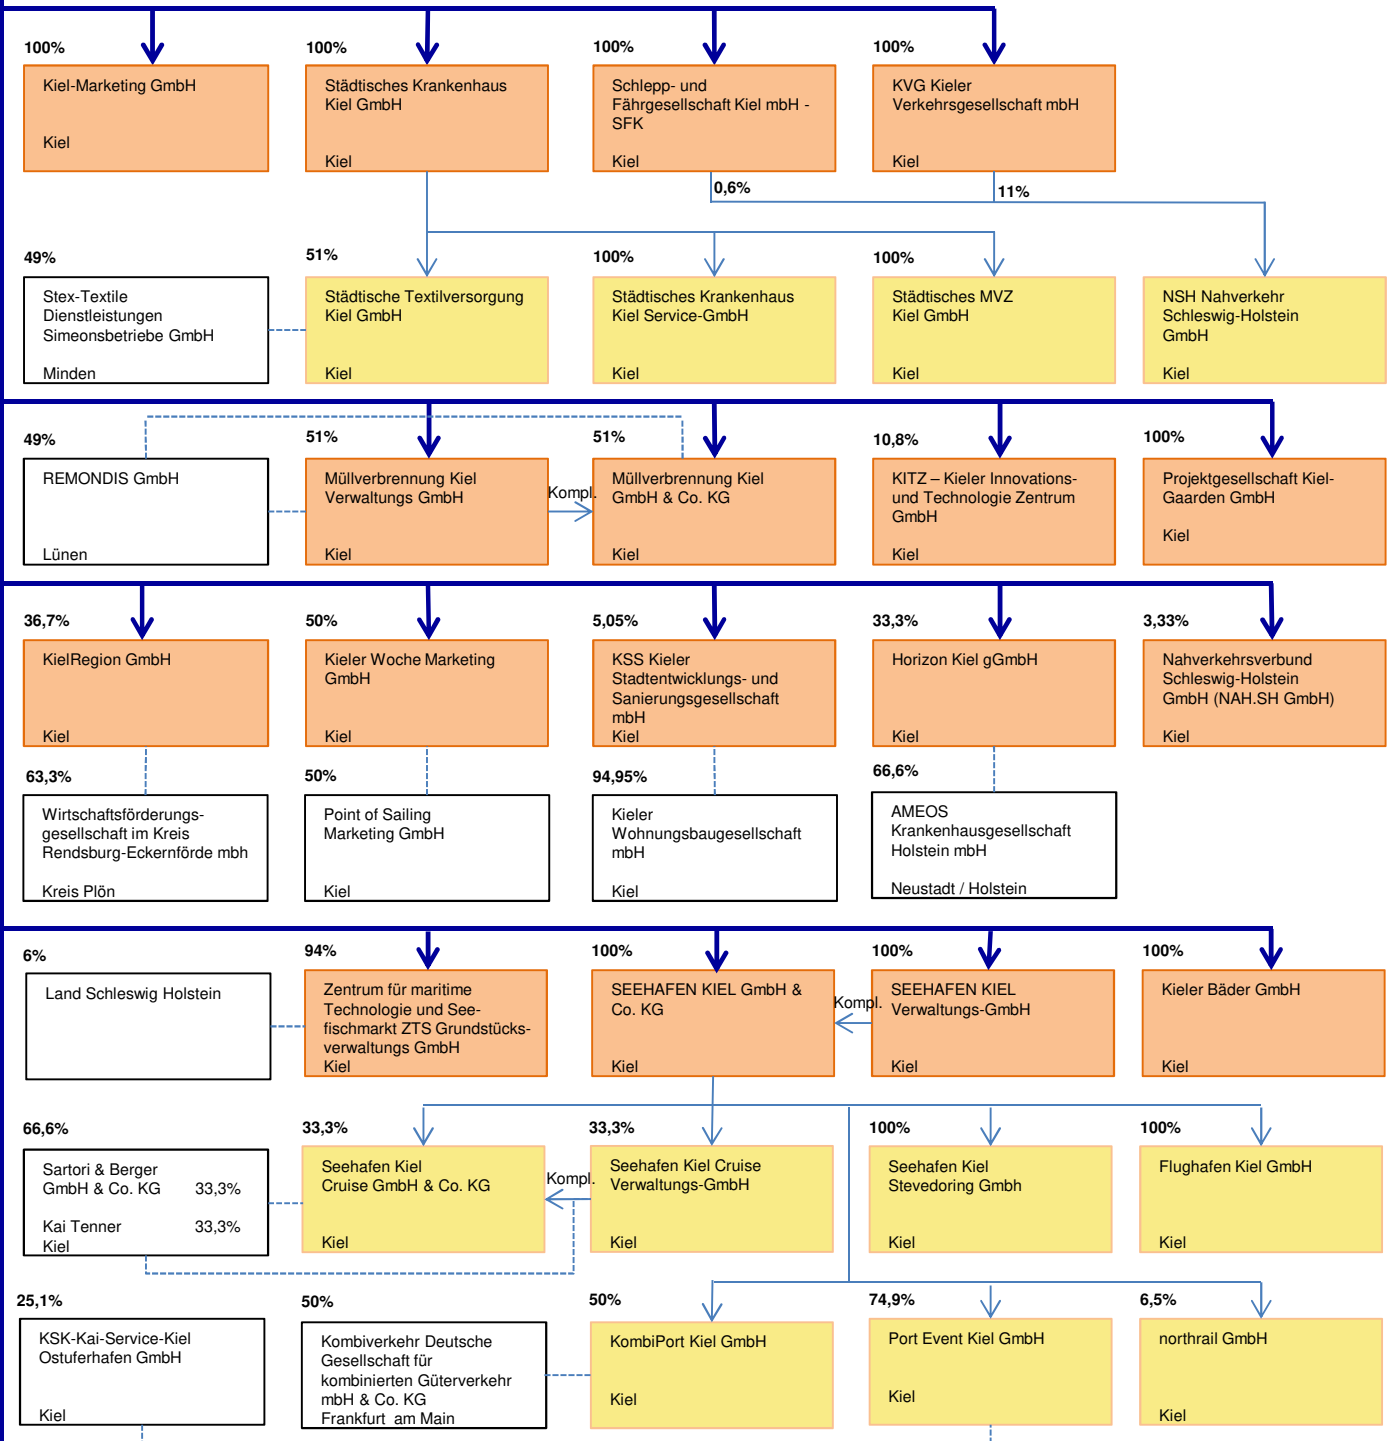 100%
Kiel-Marketing GmbH
Kiel
100%
Städtisches Krankenhaus
Kiel GmbH
Kiel
100%
Schlepp- und
Fährgesellschaft Kiel mbH -
SFK
Kiel
100%
KVG Kieler
Verkehrsgesellschaft mbH
Kiel
0,6%
11%
49%
Stex-Textile
Dienstleistungen
Simeonsbetriebe GmbH
Minden
51%
Städtische Textilversorgung
Kiel GmbH
Kiel
100%
Städtisches Krankenhaus
Kiel Service-GmbH
Kiel
100%
Städtisches MVZ
Kiel GmbH
Kiel
NSH Nahverkehr
Schleswig-Holstein
GmbH
Kiel
49%
REMONDIS GmbH
Lünen
51%
Müllverbrennung Kiel
Verwaltungs GmbH
Kiel
Kompl.
51%
Müllverbrennung Kiel
GmbH & Co. KG
Kiel
10,8%
KITZ – Kieler Innovations-
und Technologie Zentrum
GmbH
Kiel
100%
Projektgesellschaft Kiel-
Gaarden GmbH
Kiel
36,7%
KielRegion GmbH
Kiel
50%
Kieler Woche Marketing
GmbH
Kiel
5,05%
KSS Kieler
Stadtentwicklungs- und
Sanierungsgesellschaft
mbH
Kiel
33,3%
Horizon Kiel gGmbH
Kiel
3,33%
Nahverkehrsverbund
Schleswig-Holstein
GmbH (NAH.SH GmbH)
Kiel
63,3%
Wirtschaftsförderungs-
gesellschaft im Kreis
Rendsburg-Eckernförde mbh
Kreis Plön
50%
Point of Sailing
Marketing GmbH
Kiel
94,95%
Kieler
Wohnungsbaugesellschaft
mbH
Kiel
66,6%
AMEOS
Krankenhausgesellschaft
Holstein mbH
Neustadt / Holstein
6%
Land Schleswig Holstein
94%
Zentrum für maritime
Technologie und See-
fischmarkt ZTS Grundstücks-
verwaltungs GmbH
Kiel
100%
SEEHAFEN KIEL GmbH &
Co. KG
Kiel
Kompl.
100%
SEEHAFEN KIEL
Verwaltungs-GmbH
Kiel
100%
Kieler Bäder GmbH
Kiel
66,6%
Sartori & Berger
GmbH & Co. KG 33,3%
Kai Tenner 33,3%
Kiel
33,3%
Seehafen Kiel
Cruise GmbH & Co. KG
Kiel
Kompl.
33,3%
Seehafen Kiel Cruise
Verwaltungs-GmbH
Kiel
100%
Seehafen Kiel
Stevedoring Gmbh
Kiel
100%
Flughafen Kiel GmbH
Kiel
25,1%
KSK-Kai-Service-Kiel
Ostuferhafen GmbH
Kiel
50%
Kombiverkehr Deutsche
Gesellschaft für
kombinierten Güterverkehr
mbH & Co. KG
Frankfurt am Main
50%
KombiPort Kiel GmbH
Kiel
74,9%
Port Event Kiel GmbH
Kiel
6,5%
northrail GmbH
Kiel